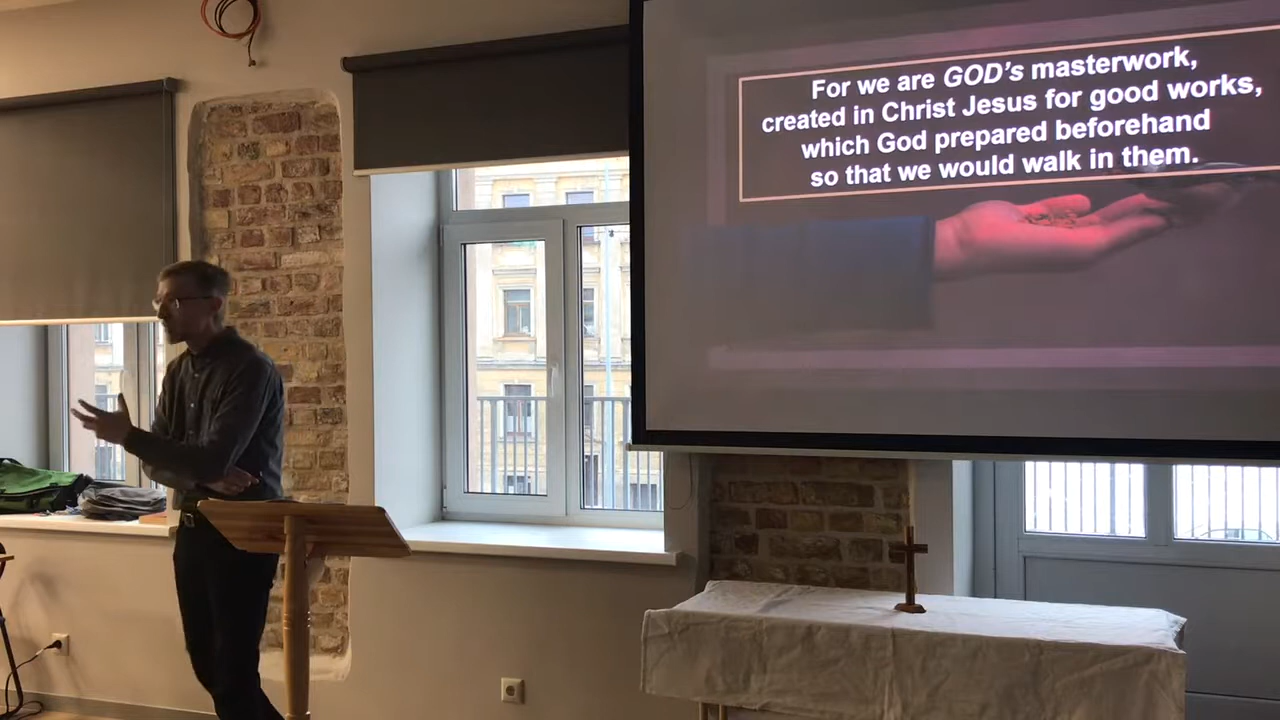 For we are GOD's masterwork,
created in Christ Jesus for good works,
which God prepared beforehand
so that we would walk in them.